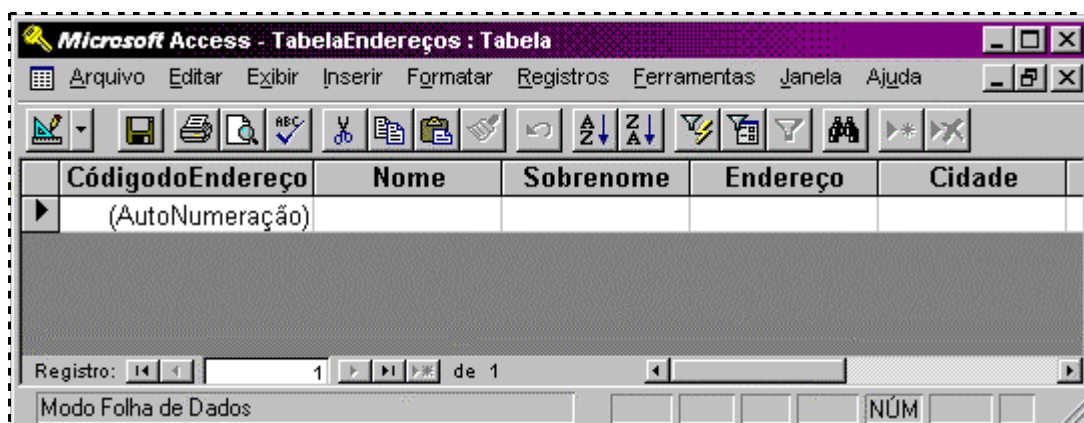 Microsoft Access - TabelaEndereços : Tabela
Arquivo Editar Exibir Inserir Formatar Registros Ferramentas Janela Ajuda
ABC A Z Z A
CódigodoEndereço Nome Sobrenome Endereço Cidade
(AutoNumeração)
Registro: 1 de 1
Modo Folha de Dados NÚM